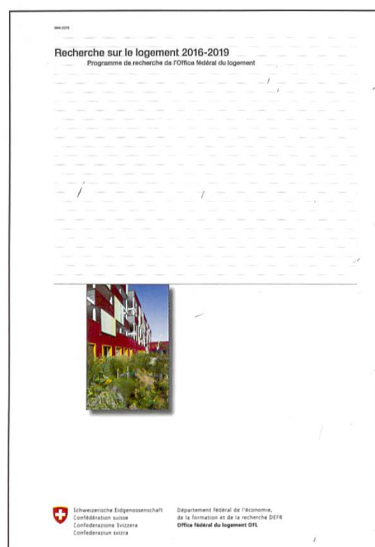 Recherche sur le logement 2016-2019
Programme de recherche de l'Office fédéral du logement
Schweizerische Eidgenossenschaft
Confédération suisse
Confederazione Svizzera
Confederaziun svizra
Département fédéral de l'économie,
de la formation et de la recherche DEFR
Office fédéral du logement OFL